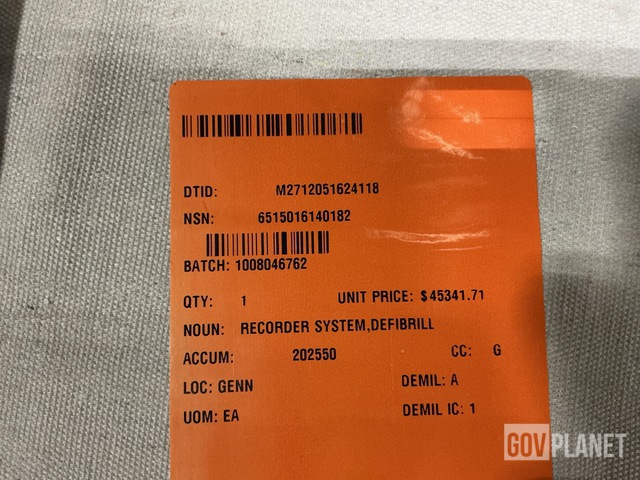 DTID: M2712051624118
NSN: 6515016140182
BATCH: 1008046762
QTY: 1 UNIT PRICE: $45341.71
NOUN: RECORDER SYSTEM,DEFIBRILL
ACCUM: 202550 CC: G
LOC: GENN DEMIL: A
UOM: EA DEMIL IC: 1
GOVPLANET